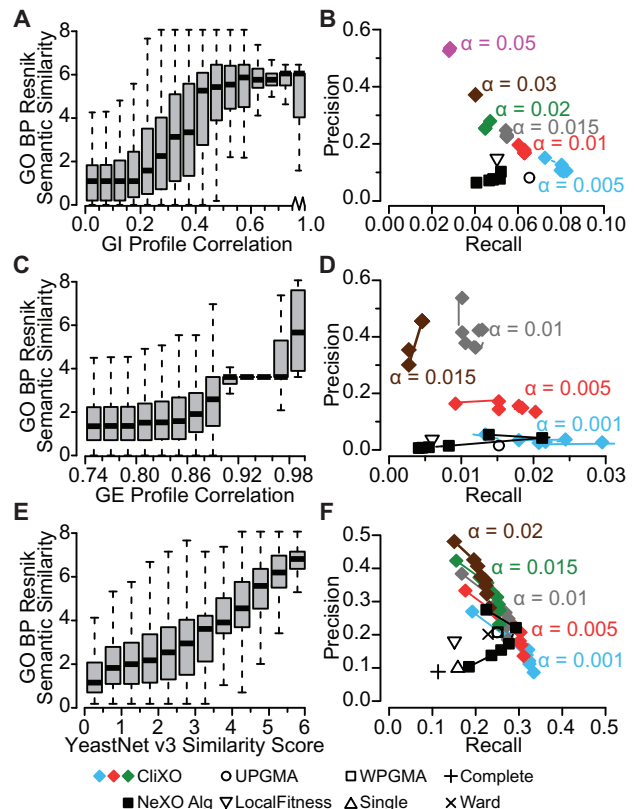 A
GO BP Resnik
Semantic Similarity
8
6
4
2
0
0.0 0.2 0.4 0.6 0.8 1.0
GI Profile Correlation
B
Precision
0.6
0.4
0.2
0.0
α = 0.05
α = 0.03
α = 0.02
α = 0.015
α = 0.01
α = 0.005
0.00 0.04 0.08 0.12
Recall
C
GO BP Resnik
Semantic Similarity
8
6
4
2
0
0.74 0.80 0.86 0.92 0.98
GE Profile Correlation
D
Precision
0.6
0.4
0.2
0.0
α = 0.01
α = 0.015
α = 0.005
α = 0.001
0.00 0.01 0.02 0.03
Recall
E
GO BP Resnik
Semantic Similarity
8
6
4
2
0
0 1 2 3 4 5 6
YeastNet v3 Similarity Score
F
Precision
0.5
0.4
0.3
0.2
0.1
0.0
α = 0.02
α = 0.015
α = 0.01
α = 0.005
α = 0.001
0.0 0.1 0.2 0.3 0.4 0.5
Recall
CliXO UPGMA WPGMA Complete
NeXO Alg LocalFitness Single Ward